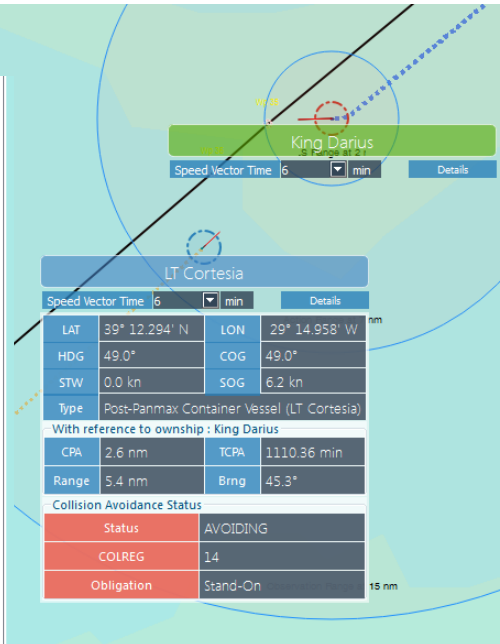 King Darius
Speed Vector Time 6 min Details
LT Cortesia
Speed Vector Time 6 min Details
nm
LAT 39° 12.294' N LON 29° 14.958' W
HDG 49.0° COG 49.0°
STW 0.0 kn SOG 6.2 kn
Type Post-Panmax Container Vessel (LT Cortesia)
With reference to ownship : King Darius
CPA 2.6 nm TCPA 1110.36 min
Range 5.4 nm Brng 45.3°
Collision Avoidance Status
Status AVOIDING
COLREG 14
Obligation Stand-On
15 nm